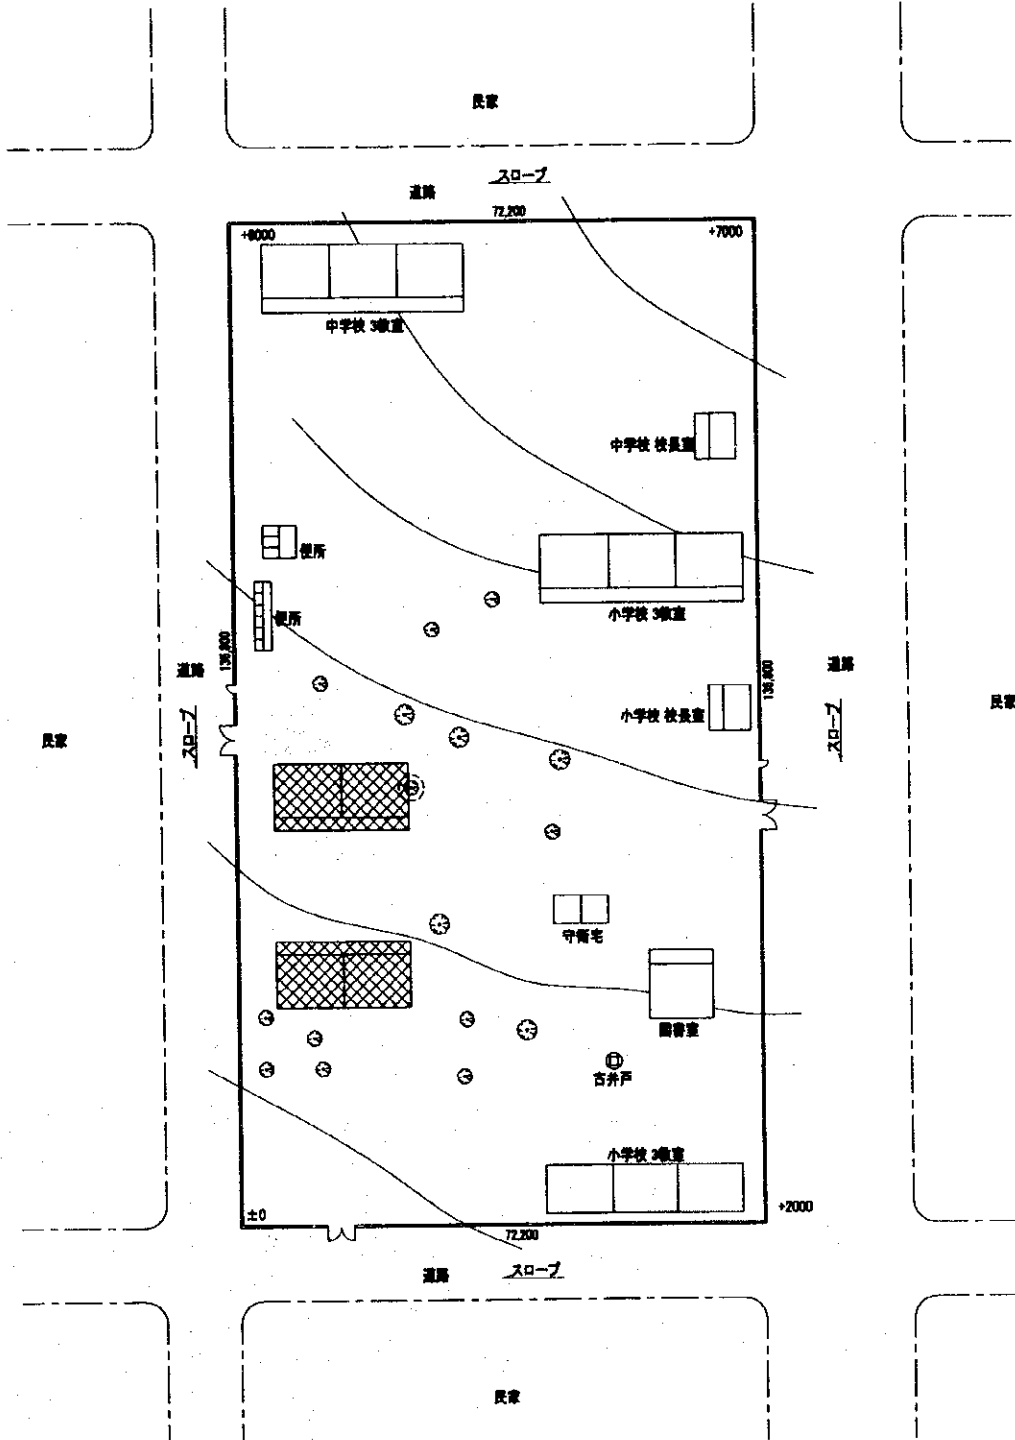 民家
スロープ
道路
72,200
+7000
中学校 3教室
中学校 校長室
便所
小学校 3教室
便所
136,800
道路
道路
136,800
小学校 校長室
民家
スロープ
スロープ
民家
守衛宅
図書室
古井戸
小学校 3教室
±0
+2000
72,200
道路
スロープ
民家